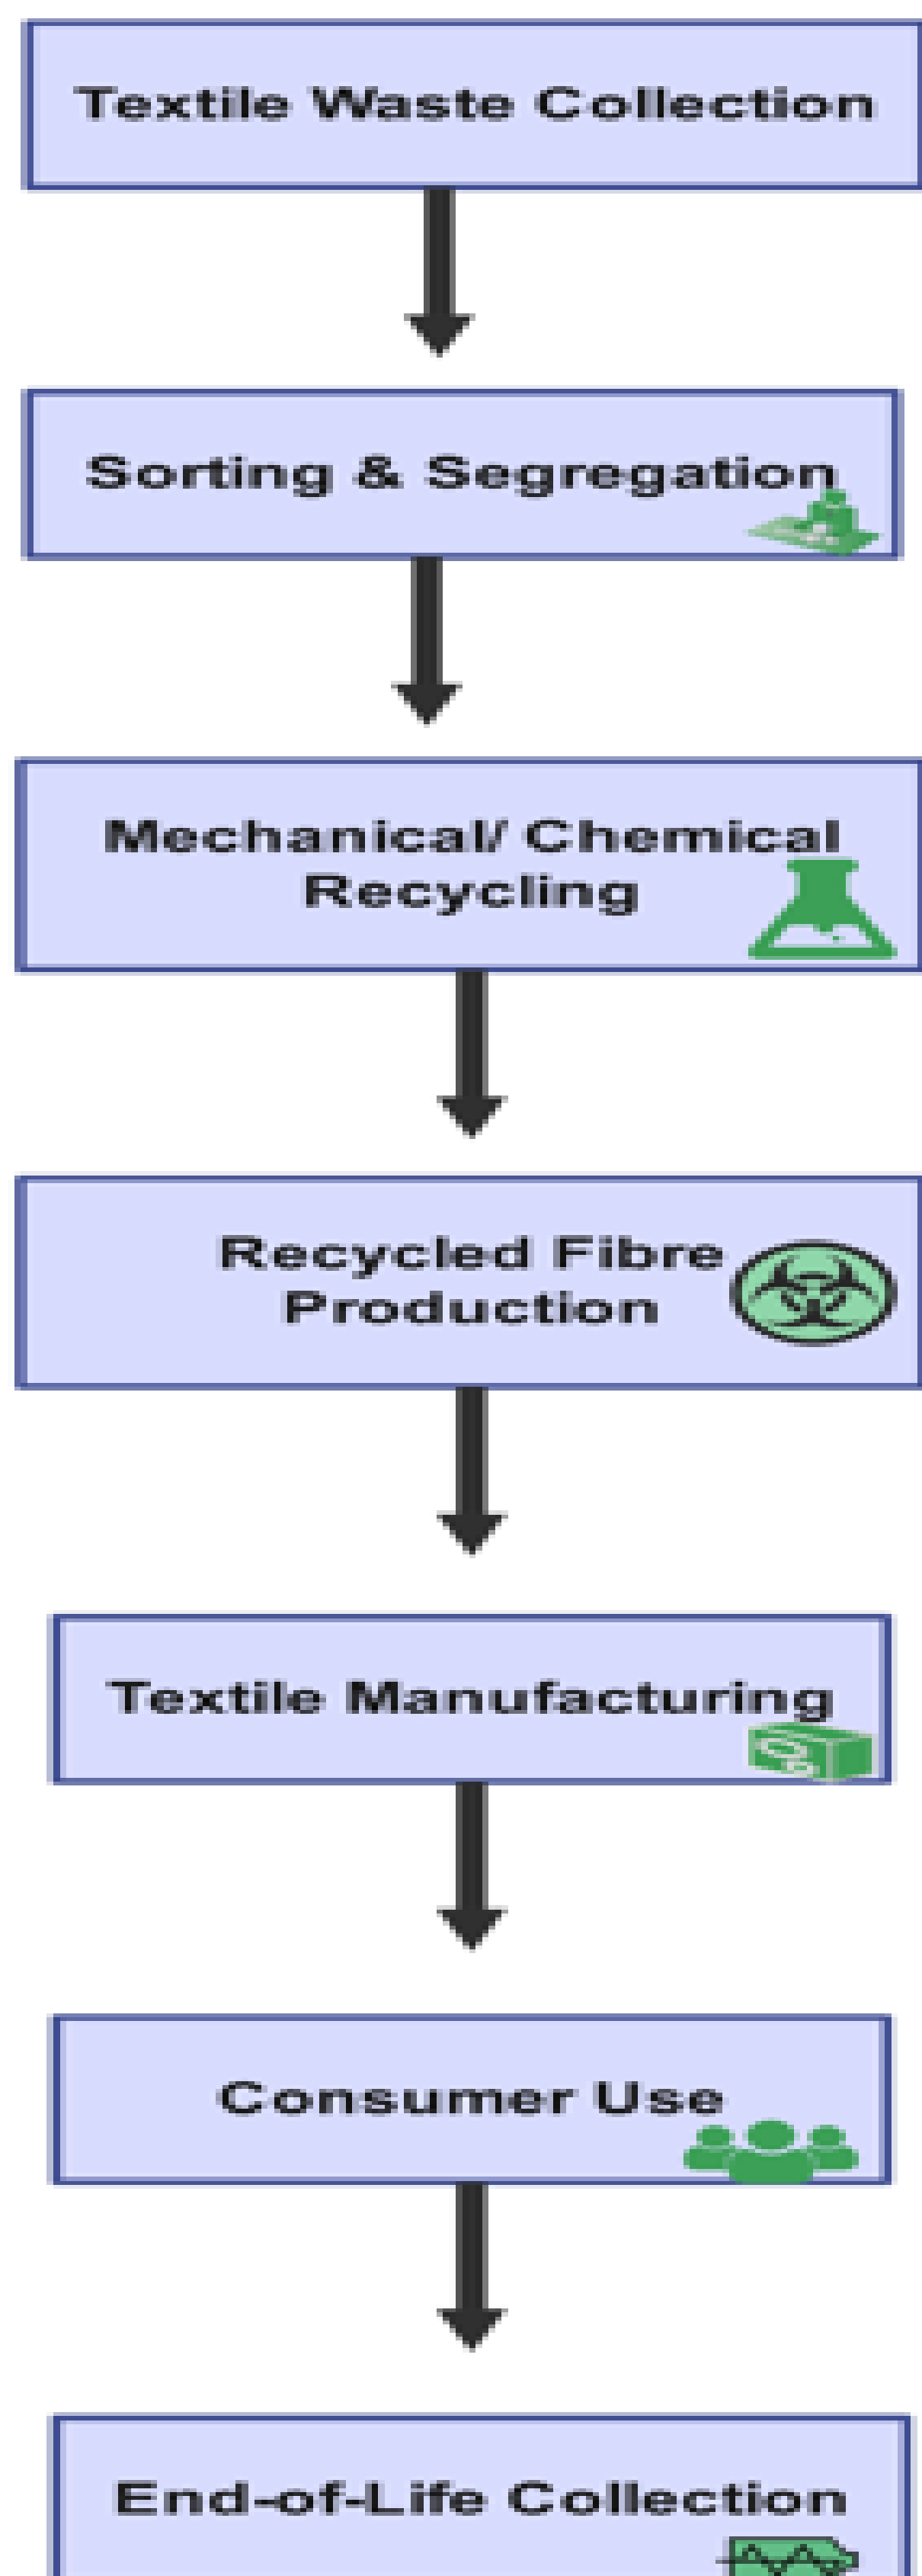 Textile Waste Collection
Sorting & Segregation
Mechanical/ Chemical
Recycling
Recycled Fibre
Production
Textile Manufacturing
Consumer Use
End-of-Life Collection